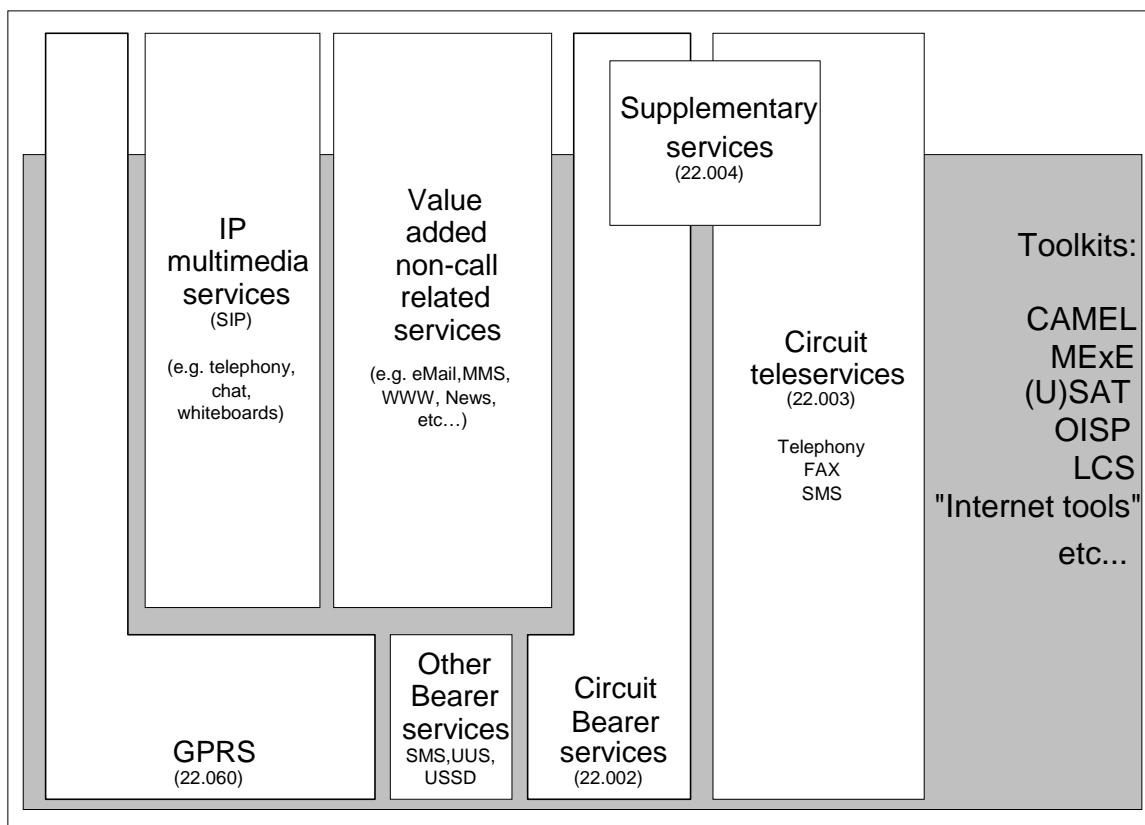 Supplementary
services
(22.004)
IP
multimedia
services
(SIP)
(e.g. telephony,
chat,
whiteboards)
Value
added
non-call
related
services
(e.g. eMail,MMS,
WWW, News,
etc…)
Circuit
teleservices
(22.003)
Telephony
FAX
SMS
Toolkits:
CAMEL
MExE
(U)SAT
OISP
LCS
"Internet tools"
etc...
GPRS
(22.060)
Other
Bearer
services
SMS,UUS,
USSD
Circuit
Bearer
services
(22.002)